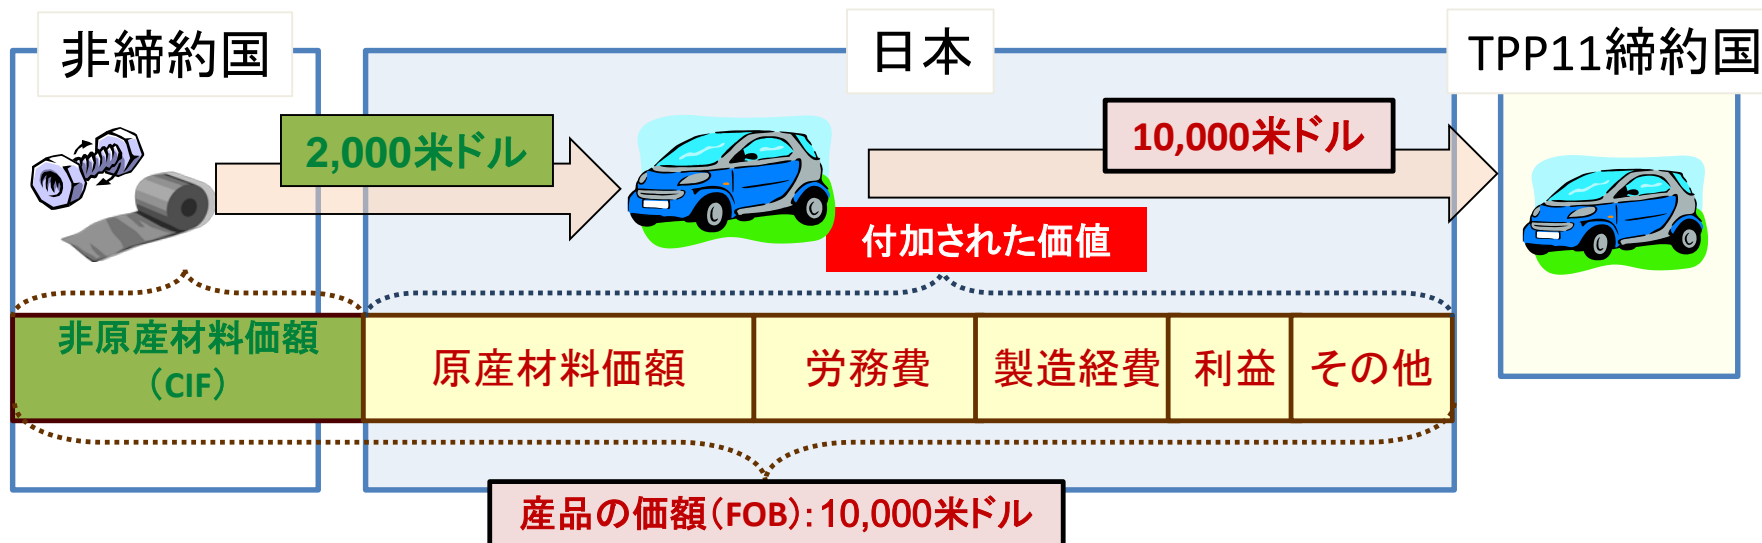 非締約国
日本
TPP11締約国
2,000米ドル
10,000米ドル
付加された価値
非原産材料価額
（CIF）
原産材料価額
労務費
製造経費
利益
その他
産品の価額（FOB）：10,000米ドル